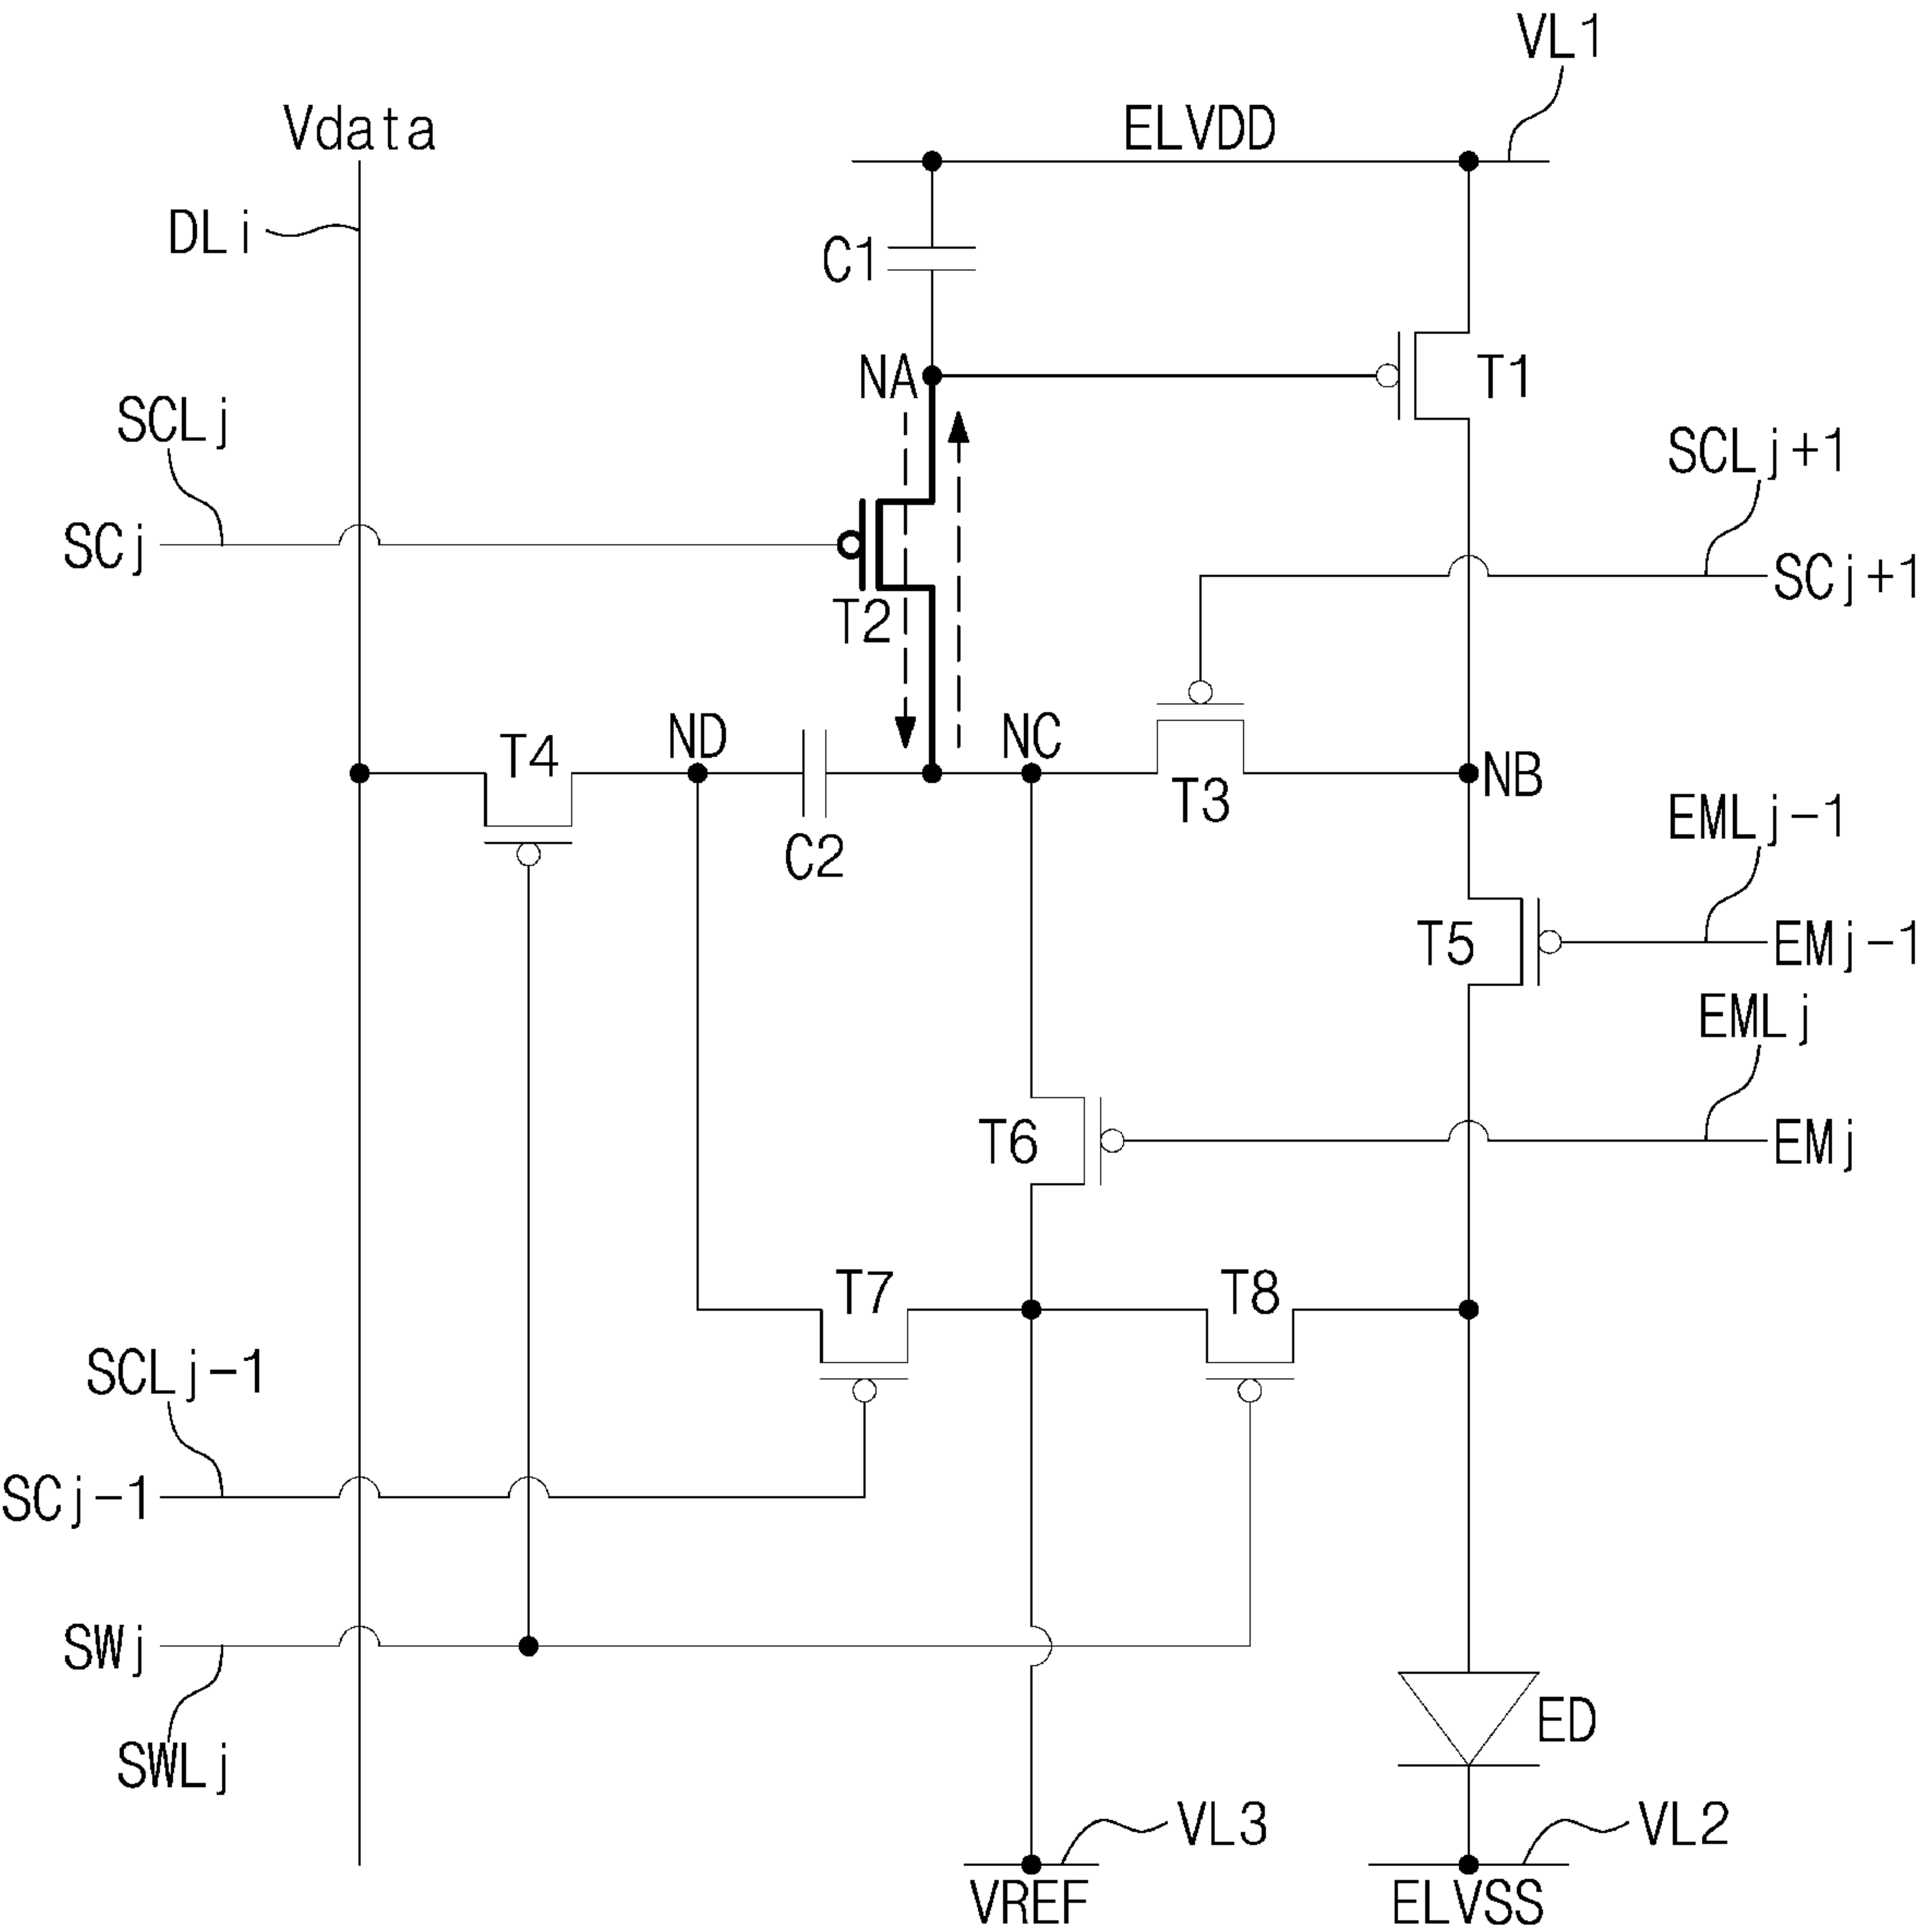 VL1
Vdata
ELVDD
DLi
C1
NA
T1
SCLj
SCLj+1
SCj
SCj+1
T2
ND
NC
T4
NB
T3
EMLj-1
C2
T5
EMj-1
EMLj
T6
EMj
T7
T8
SCLj-1
SCj-1
SWj
ED
SWLj
VL3
VL2
VREF
ELVSS